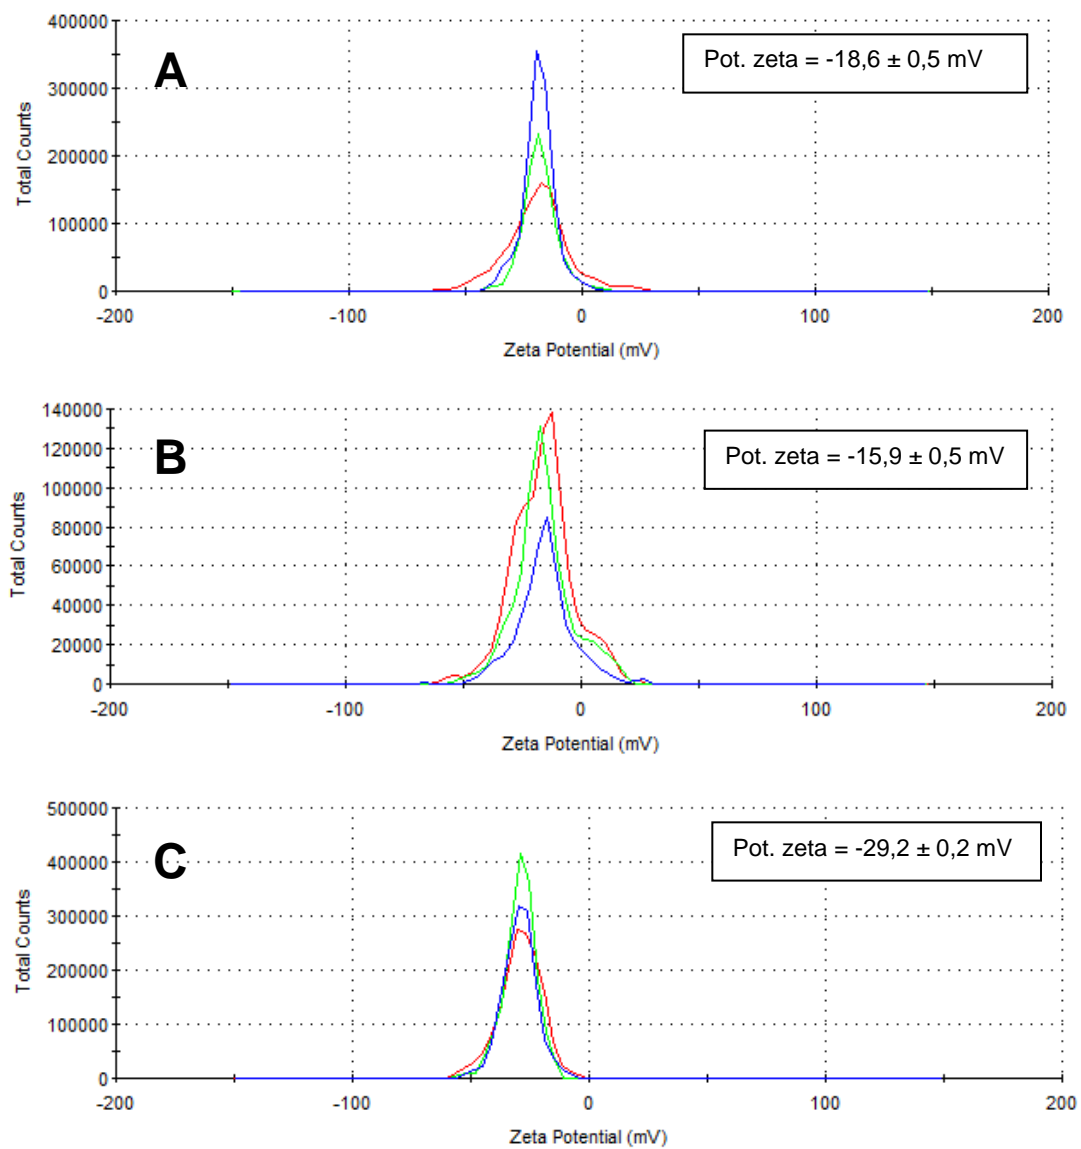 A
Pot. zeta = -18,6 ± 0,5 mV
Total Counts
400000
300000
200000
100000
0
-200 -100 0 100 200
Zeta Potential (mV)
B
Pot. zeta = -15,9 ± 0,5 mV
Total Counts
140000
120000
100000
80000
60000
40000
20000
0
-200 -100 0 100 200
Zeta Potential (mV)
C
Pot. zeta = -29,2 ± 0,2 mV
Total Counts
500000
400000
300000
200000
100000
0
-200 -100 0 100 200
Zeta Potential (mV)